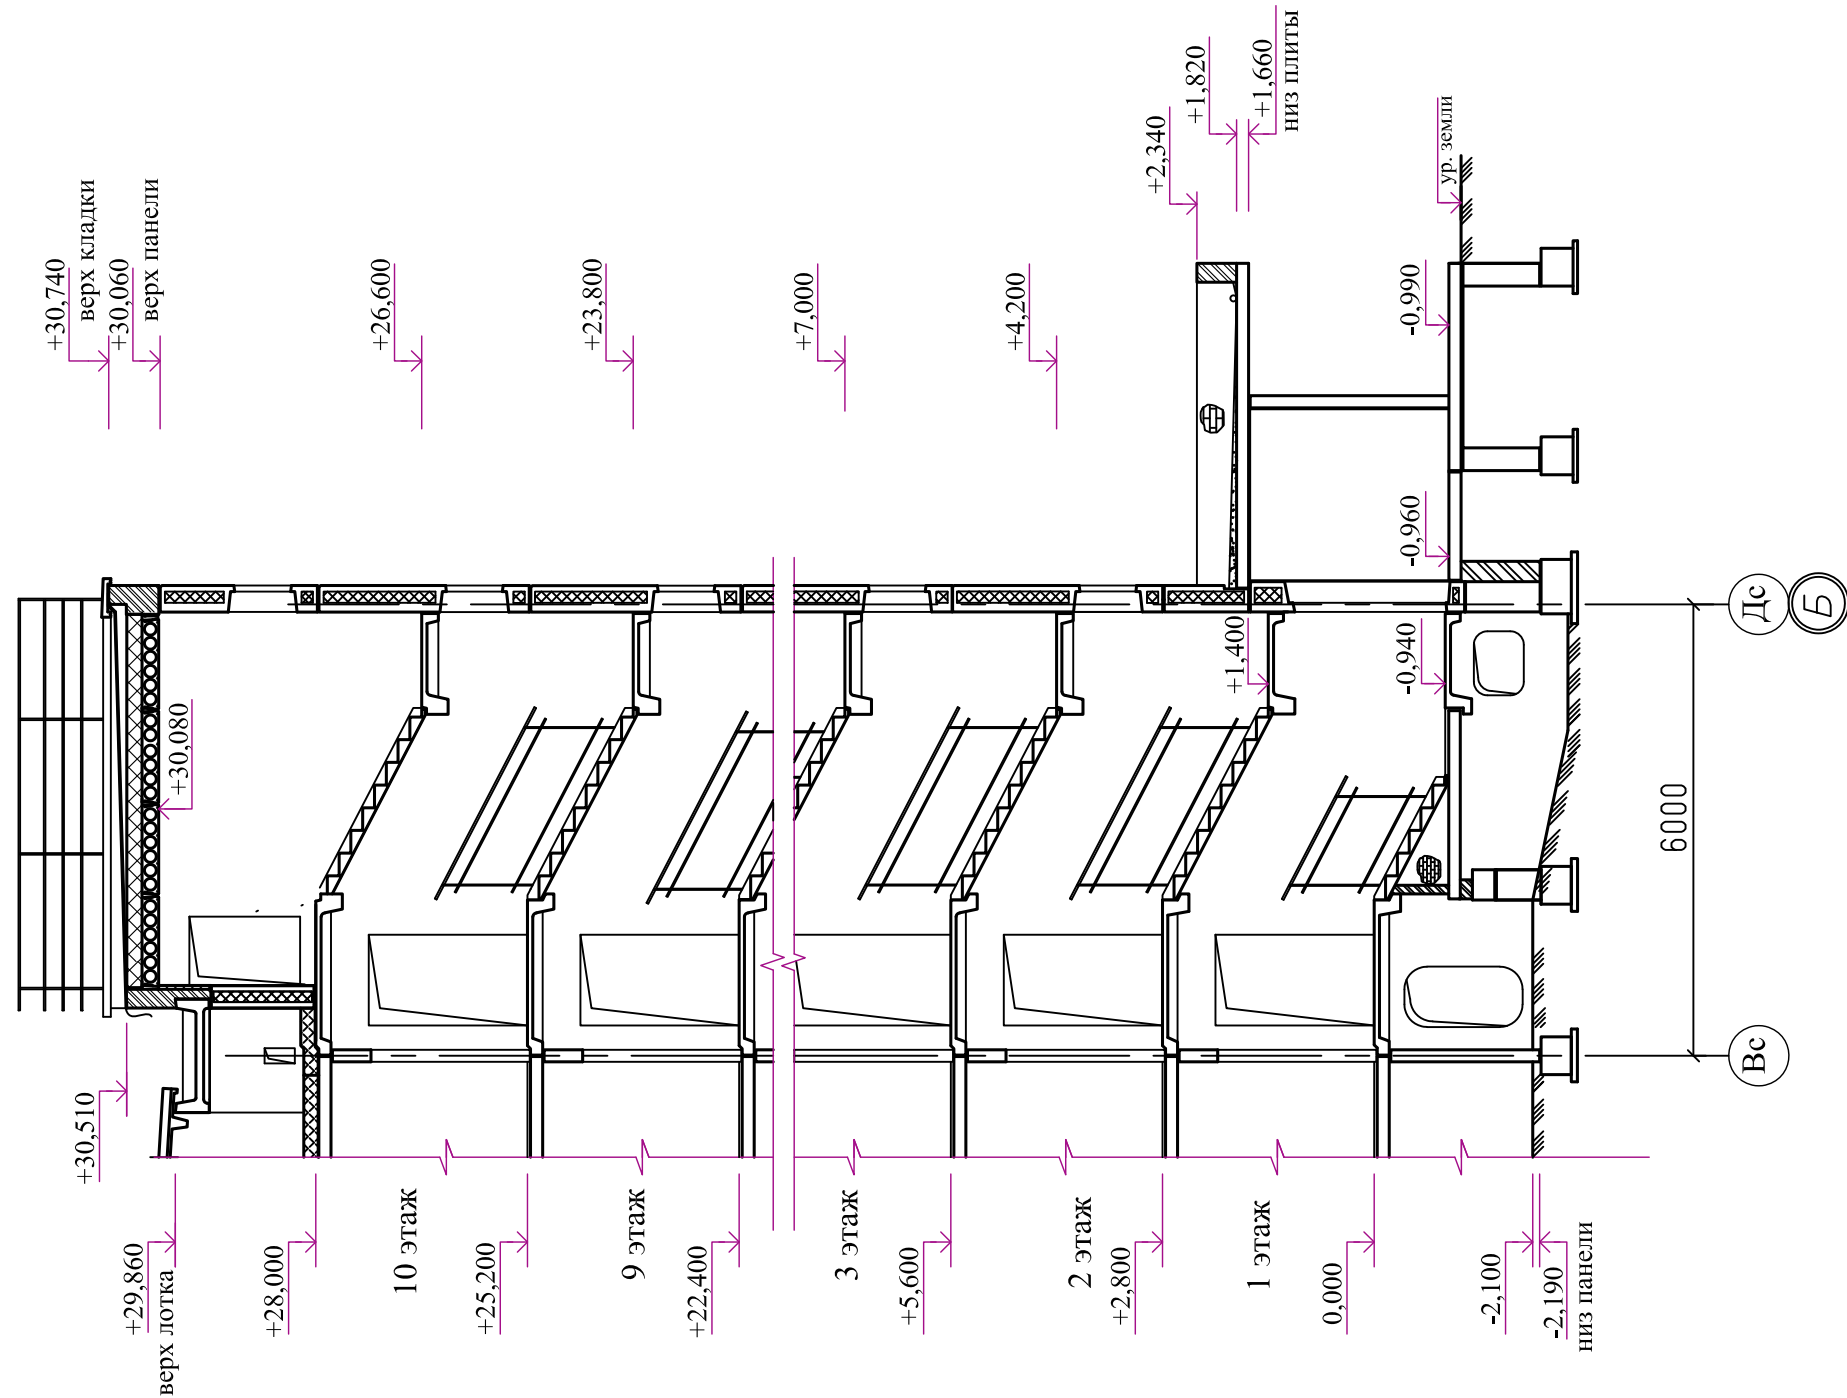 +30,740
верх кладки
+30,060
верх панели
+26,600
+23,800
+7,000
+4,200
+2,340
+1,820
+1,660
низ плиты
ур. земли
-0,990
-0,960
+1,400
-0,940
+30,080
+30,510
+29,860
верх лотка
+28,000
10 этаж
+25,200
9 этаж
+22,400
3 этаж
+5,600
2 этаж
+2,800
1 этаж
0,000
-2,100
-2,190
низ панели
6000
Дс
Б
Вс